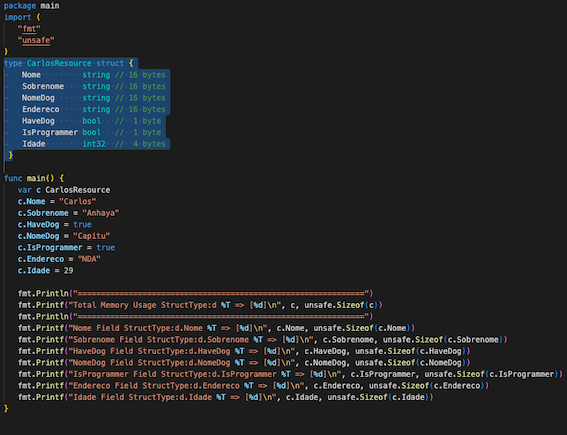 package main
import (
"fmt"
"unsafe"
)
type CarlosResource struct {
Nome string // 16 bytes
Sobrenome string // 16 bytes
NomeDog string // 16 bytes
Endereco string // 16 bytes
HaveDog bool // 1 byte
IsProgrammer bool // 1 byte
Idade int32 // 4 bytes
}
func main() {
var c CarlosResource
c.Nome = "Carlos"
c.Sobrenome = "Anhaya"
c.HaveDog = true
c.NomeDog = "Capitu"
c.IsProgrammer = true
c.Endereco = "NDA"
c.Idade = 29
fmt.Println("=============================================================")
fmt.Printf("Total Memory Usage StructType:d %T => [%d]\n", c, unsafe.Sizeof(c))
fmt.Println("=============================================================")
fmt.Printf("Nome Field StructType:d.Nome %T => [%d]\n", c.Nome, unsafe.Sizeof(c.Nome))
fmt.Printf("Sobrenome Field StructType:d.Sobrenome %T => [%d]\n", c.Sobrenome, unsafe.Sizeof(c.Sobrenome))
fmt.Printf("HaveDog Field StructType:d.HaveDog %T => [%d]\n", c.HaveDog, unsafe.Sizeof(c.HaveDog))
fmt.Printf("NomeDog Field StructType:d.NomeDog %T => [%d]\n", c.NomeDog, unsafe.Sizeof(c.NomeDog))
fmt.Printf("IsProgrammer Field StructType:d.IsProgrammer %T => [%d]\n", c.IsProgrammer, unsafe.Sizeof(c.IsProgrammer))
fmt.Printf("Endereco Field StructType:d.Endereco %T => [%d]\n", c.Endereco, unsafe.Sizeof(c.Endereco))
fmt.Printf("Idade Field StructType:d.Idade %T => [%d]\n", c.Idade, unsafe.Sizeof(c.Idade))
}